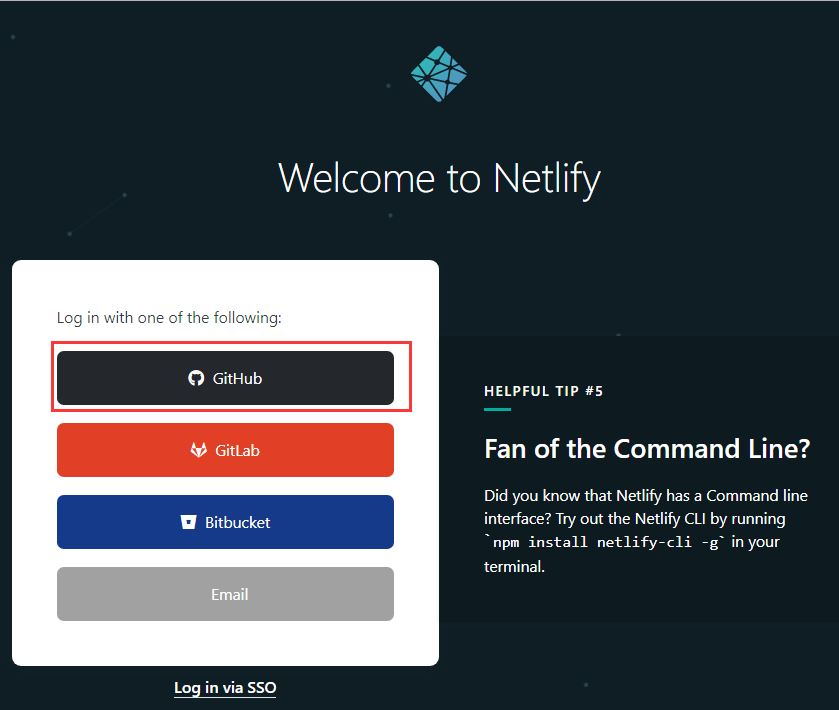 Welcome to Netlify
Log in with one of the following:
GitHub
GitLab
Bitbucket
Email
Log in via SSO
HELPFUL TIP #5
Fan of the Command Line?
Did you know that Netlify has a Command line
interface? Try out the Netlify CLI by running
`npm install netlify-cli -g` in your
terminal.